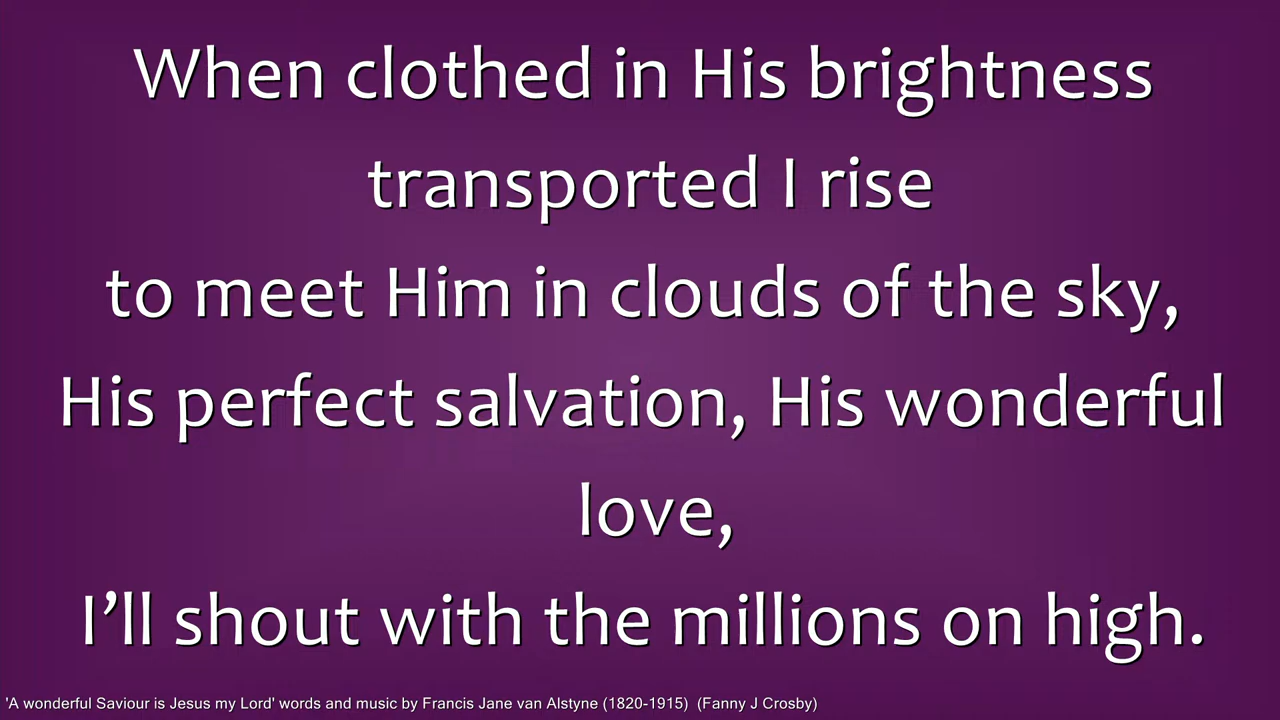 When clothed in His brightness
transported I rise
to meet Him in clouds of the sky,
His perfect salvation, His wonderful
love,
I’ll shout with the millions on high.
'A wonderful Saviour is Jesus my Lord' words and music by Francis Jane van Alstyne (1820-1915)  (Fanny J Crosby)